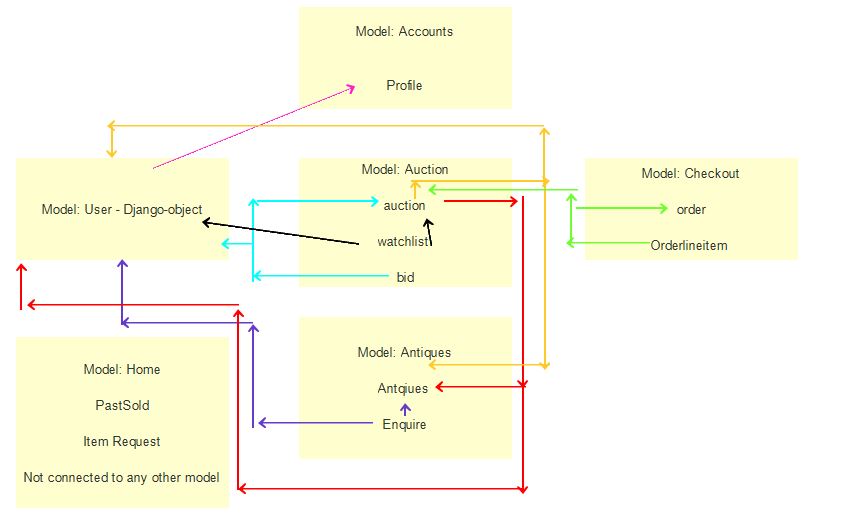 Model: Accounts
Profile
Model: User - Django-object
Model: Auction
auction
watchlist
bid
Model: Checkout
order
Orderlineitem
Model: Home
PastSold
Item Request
Not connected to any other model
Model: Antiques
Antqiues
Enquire